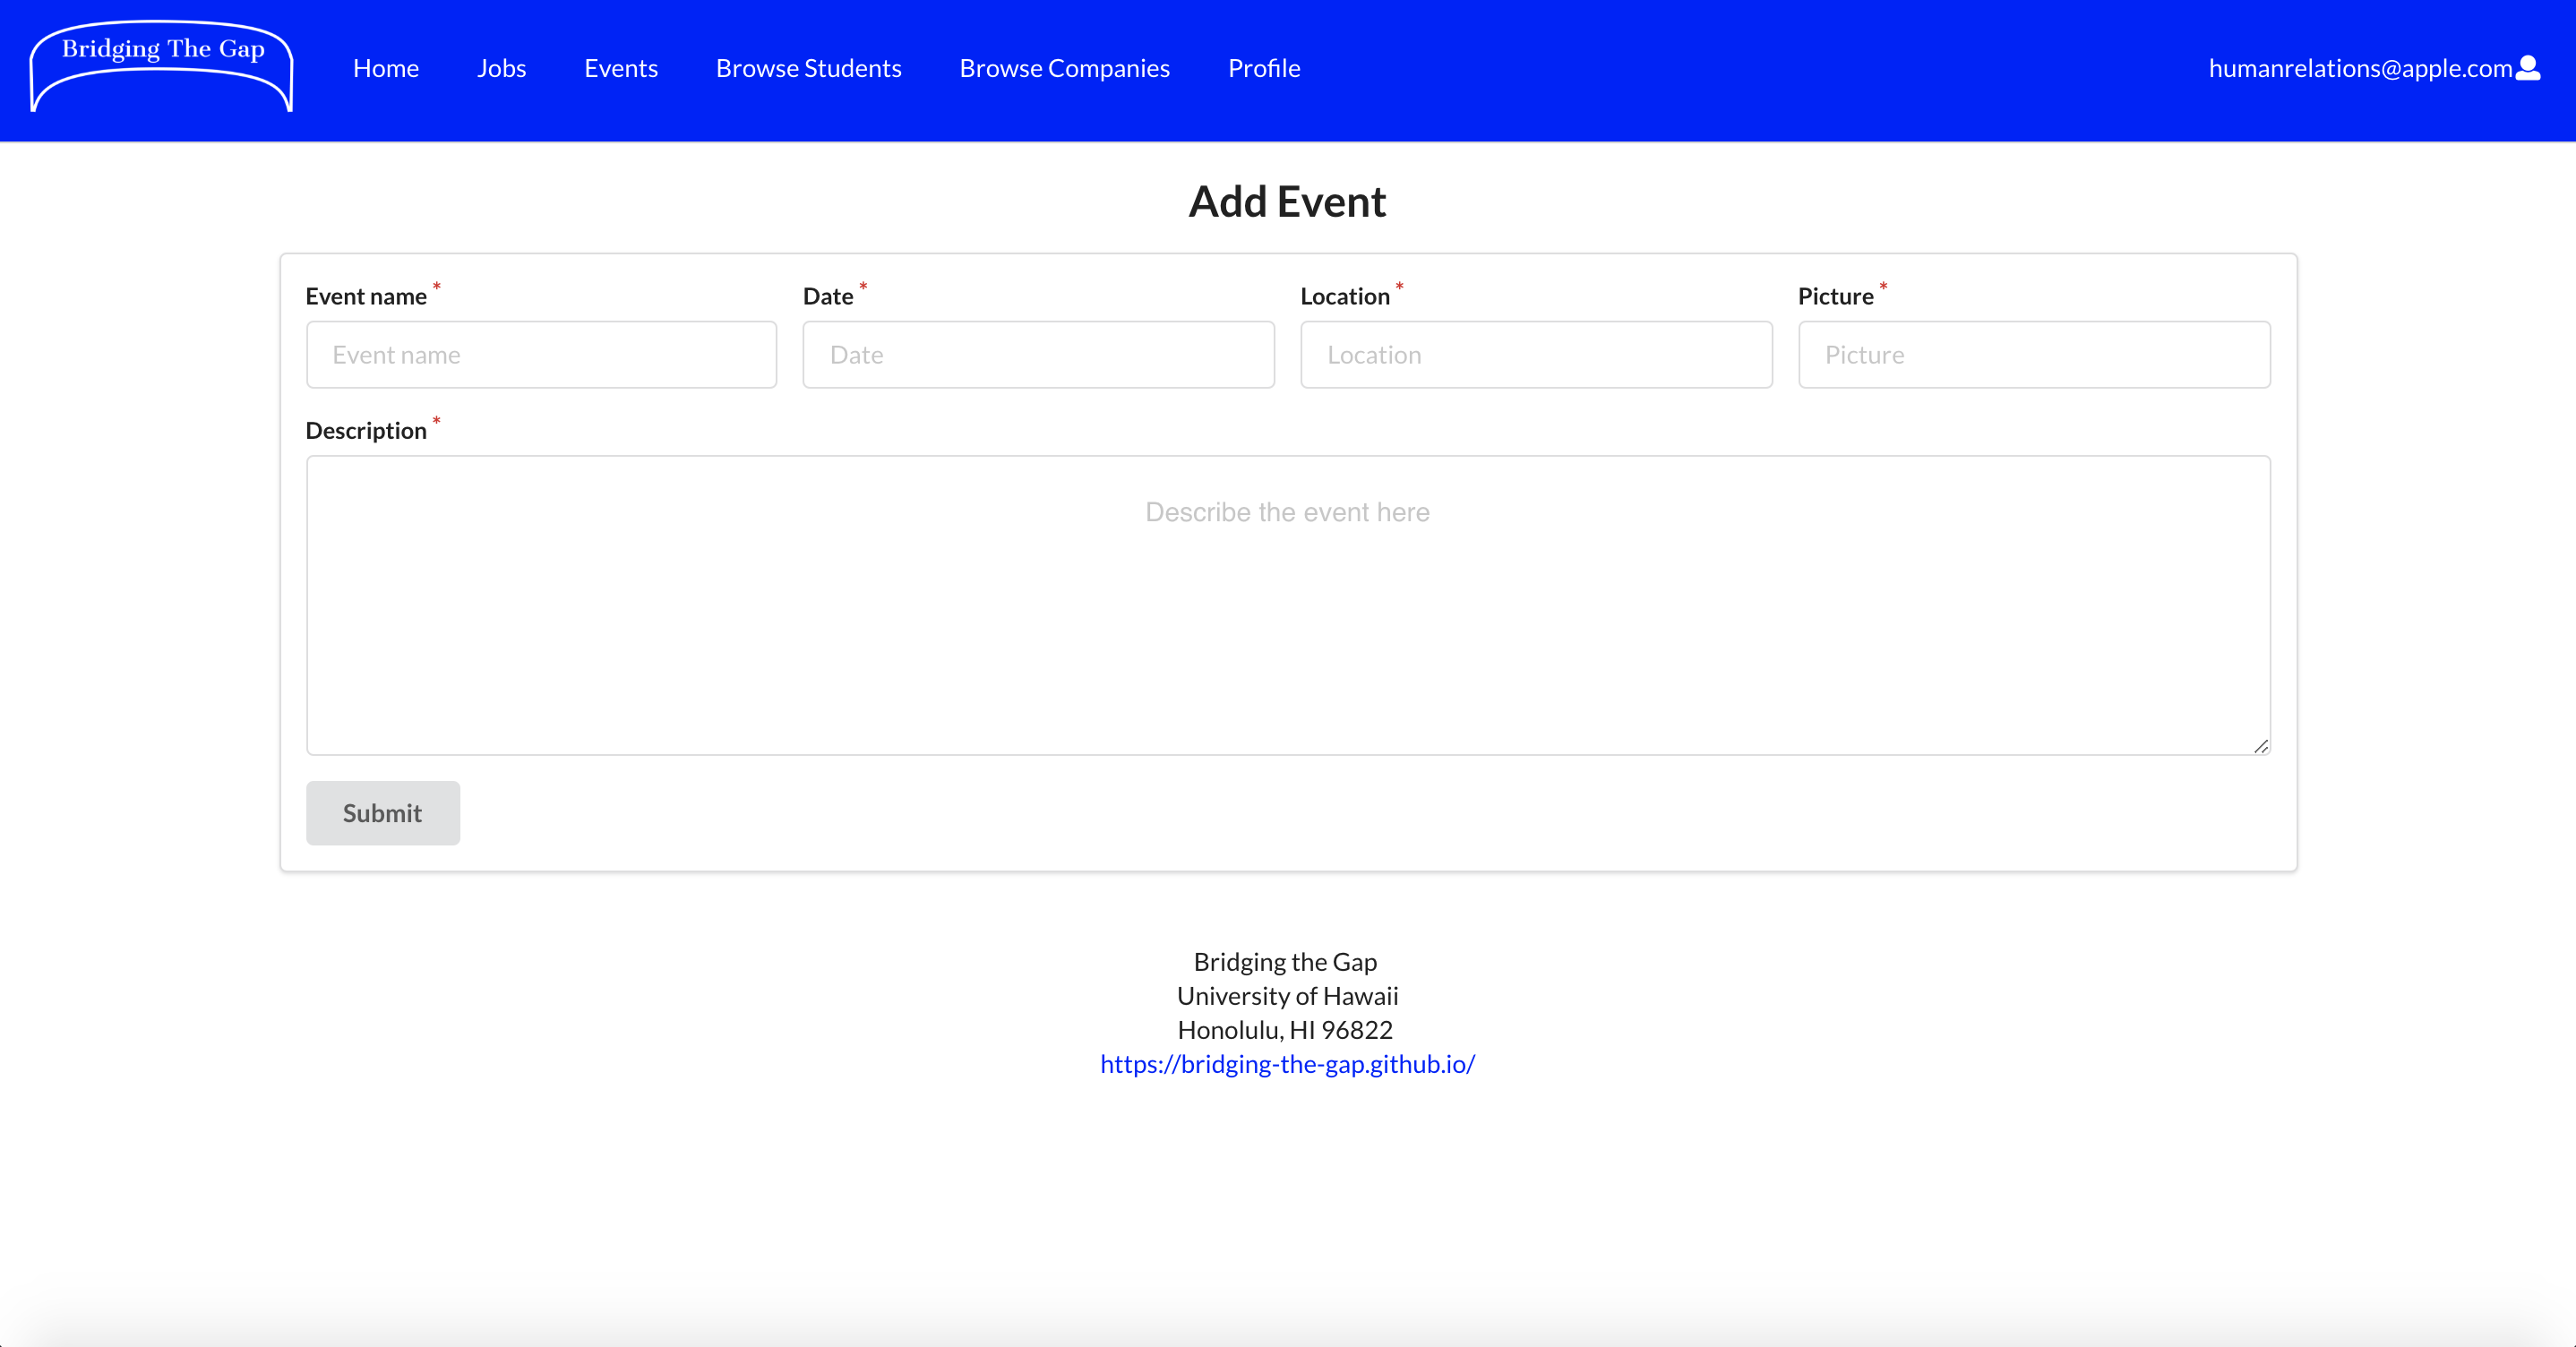 Bridging The Gap
Home Jobs Events Browse Students Browse Companies Profile humanrelations@apple.com
Add Event
Event name * Date * Location * Picture *
Event name Date Location Picture
Description *
Describe the event here
Submit
Bridging the Gap
University of Hawaii
Honolulu, HI 96822
https://bridging-the-gap.github.io/